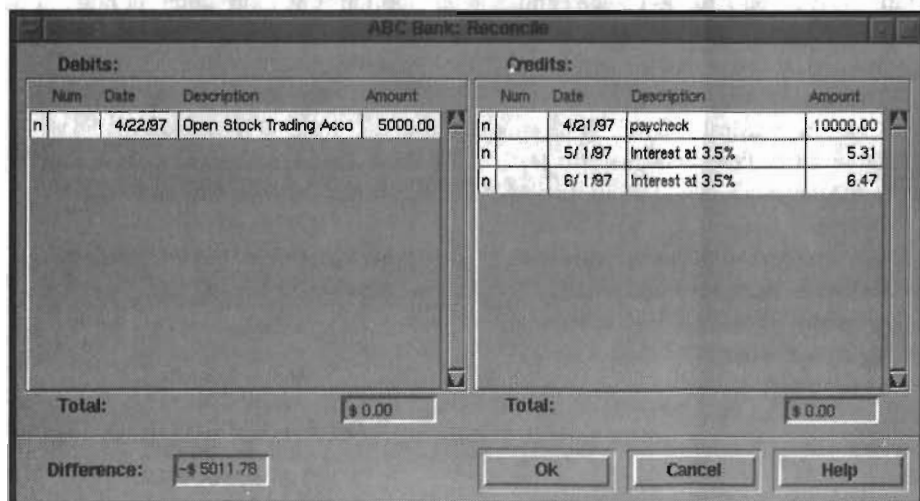 ABC Bank: Reconcile
Debits:
Num Date Description Amount
n 4/22/97 Open Stock Trading Acco 5000.00
Total: $ 0.00
Credits:
Num Date Description Amount
n 4/21/97 paycheck 10000.00
n 5/ 1/97 Interest at 3.5% 5.31
n 6/ 1/97 Interest at 3.5% 6.47
Total: $ 0.00
Difference: -$ 5011.78
Ok Cancel Help